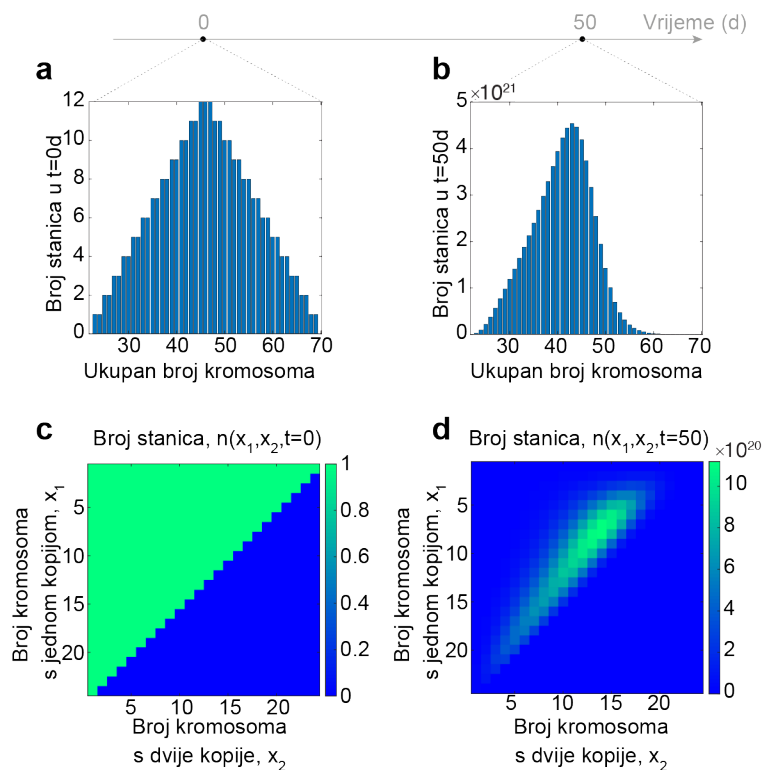 0 50 Vrijeme (d)
a
12
10
8
6
4
2
0
Broj stanica u t=0d
30 40 50 60 70
Ukupan broj kromosoma
b
×10²¹
5
4
3
2
1
0
Broj stanica u t=50d
30 40 50 60 70
Ukupan broj kromosoma
c
Broj stanica, n(x₁,x₂,t=0)
5
10
15
20
Broj kromosoma
s jednom kopijom, x₁
5 10 15 20
Broj kromosoma
s dvije kopije, x₂
1
0.8
0.6
0.4
0.2
0
d
Broj stanica, n(x₁,x₂,t=50)
×10²⁰
5
10
15
20
Broj kromosoma
s jednom kopijom, x₁
5 10 15 20
Broj kromosoma
s dvije kopije, x₂
10
8
6
4
2
0